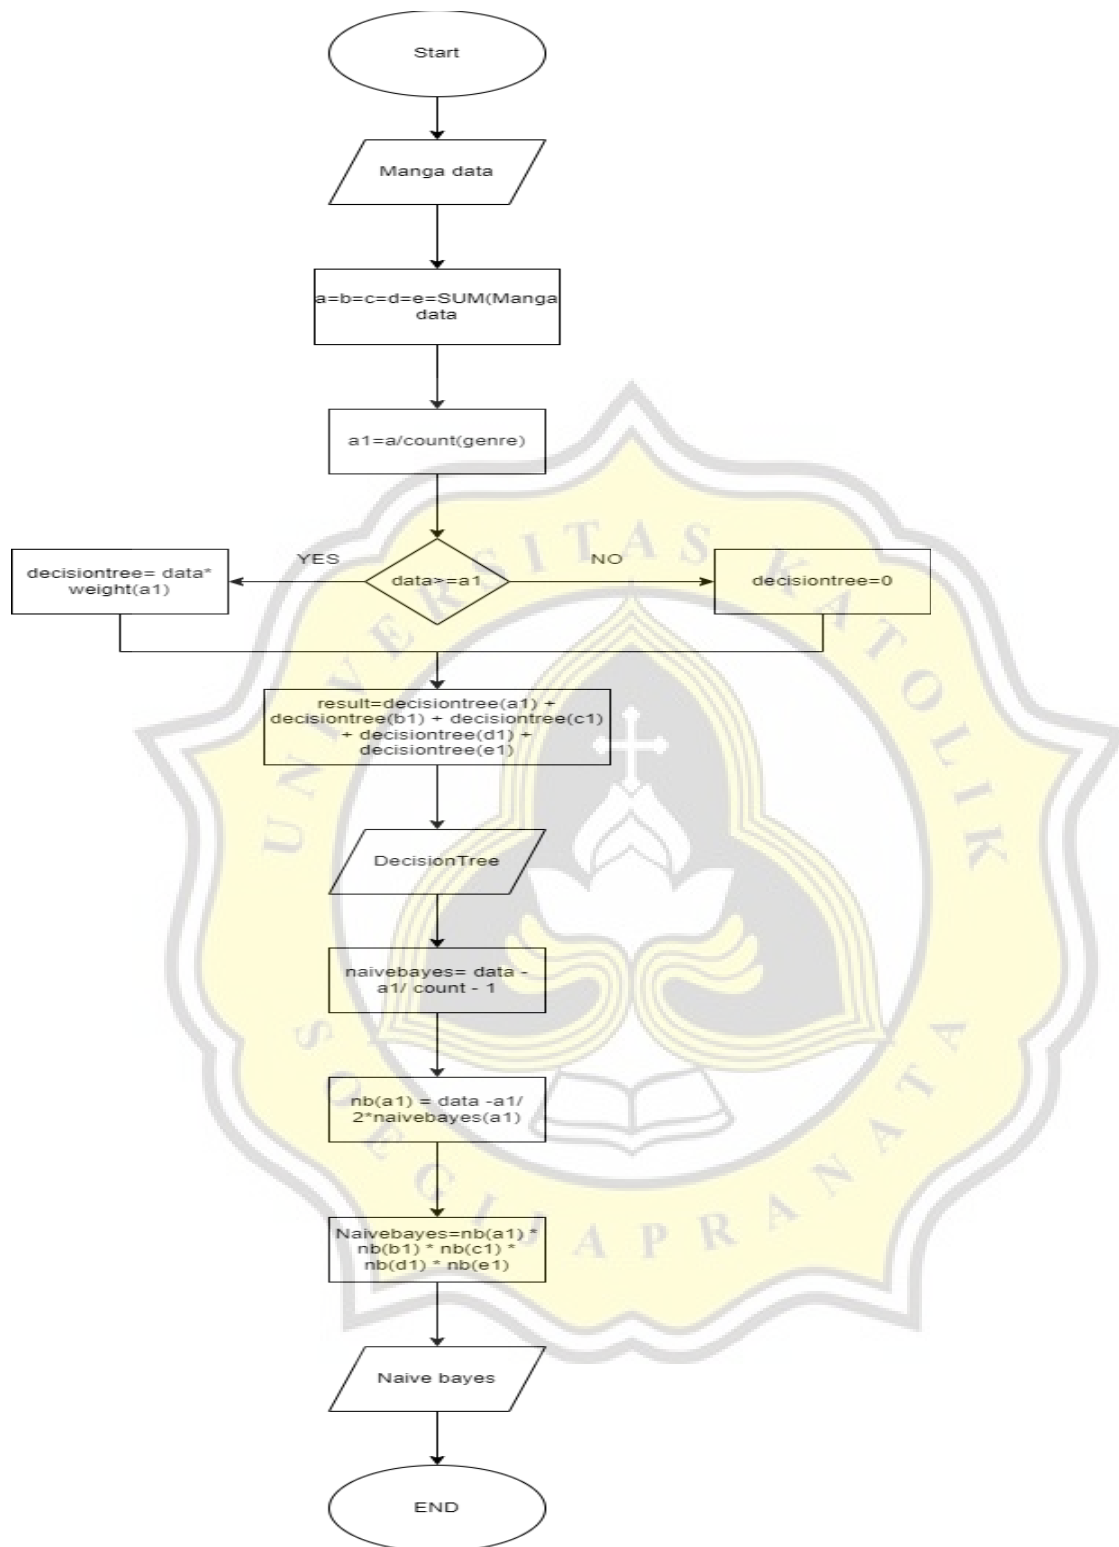 Start
Manga data
a=b=c=d=e=SUM(Manga
data
a1=a/count(genre)
YES
data>=a1
NO
decisiontree= data*
weight(a1)
decisiontree=0
result=decisiontree(a1) +
decisiontree(b1) + decisiontree(c1)
+ decisiontree(d1) +
decisiontree(e1)
DecisionTree
naivebayes= data -
a1/ count - 1
nb(a1) = data -a1/
2*naivebayes(a1)
Naivebayes=nb(a1) *
nb(b1) * nb(c1) *
nb(d1) * nb(e1)
Naive bayes
END
UNIVERSITAS KATOLIK
SOEGIJAPRANATA